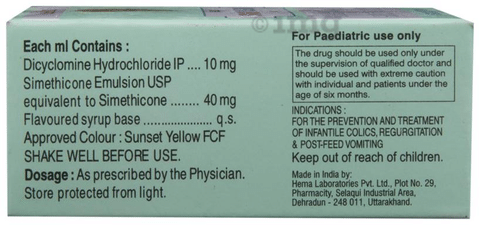 Each ml Contains :
Dicyclomine Hydrochloride IP .... 10 mg
Simethicone Emulsion USP
equivalent to Simethicone ........ 40 mg
Flavoured syrup base ................. q.s.
Approved Colour : Sunset Yellow FCF
SHAKE WELL BEFORE USE.
Dosage : As prescribed by the Physician.
Store protected from light.
For Paediatric use only
The drug should be used only under
the supervision of qualified doctor and
should be used with extreme caution
with individual and patients under the
age of six months.
INDICATIONS :
FOR THE PREVENTION AND TREATMENT
OF INFANTILE COLICS, REGURGITATION
& POST-FEED VOMITING
Keep out of reach of children.
Made in India by:
Hema Laboratories Pvt. Ltd., Plot No. 29,
Pharmacity, Selaqui Industrial Area,
Dehradun - 248 011, Uttarakhand.